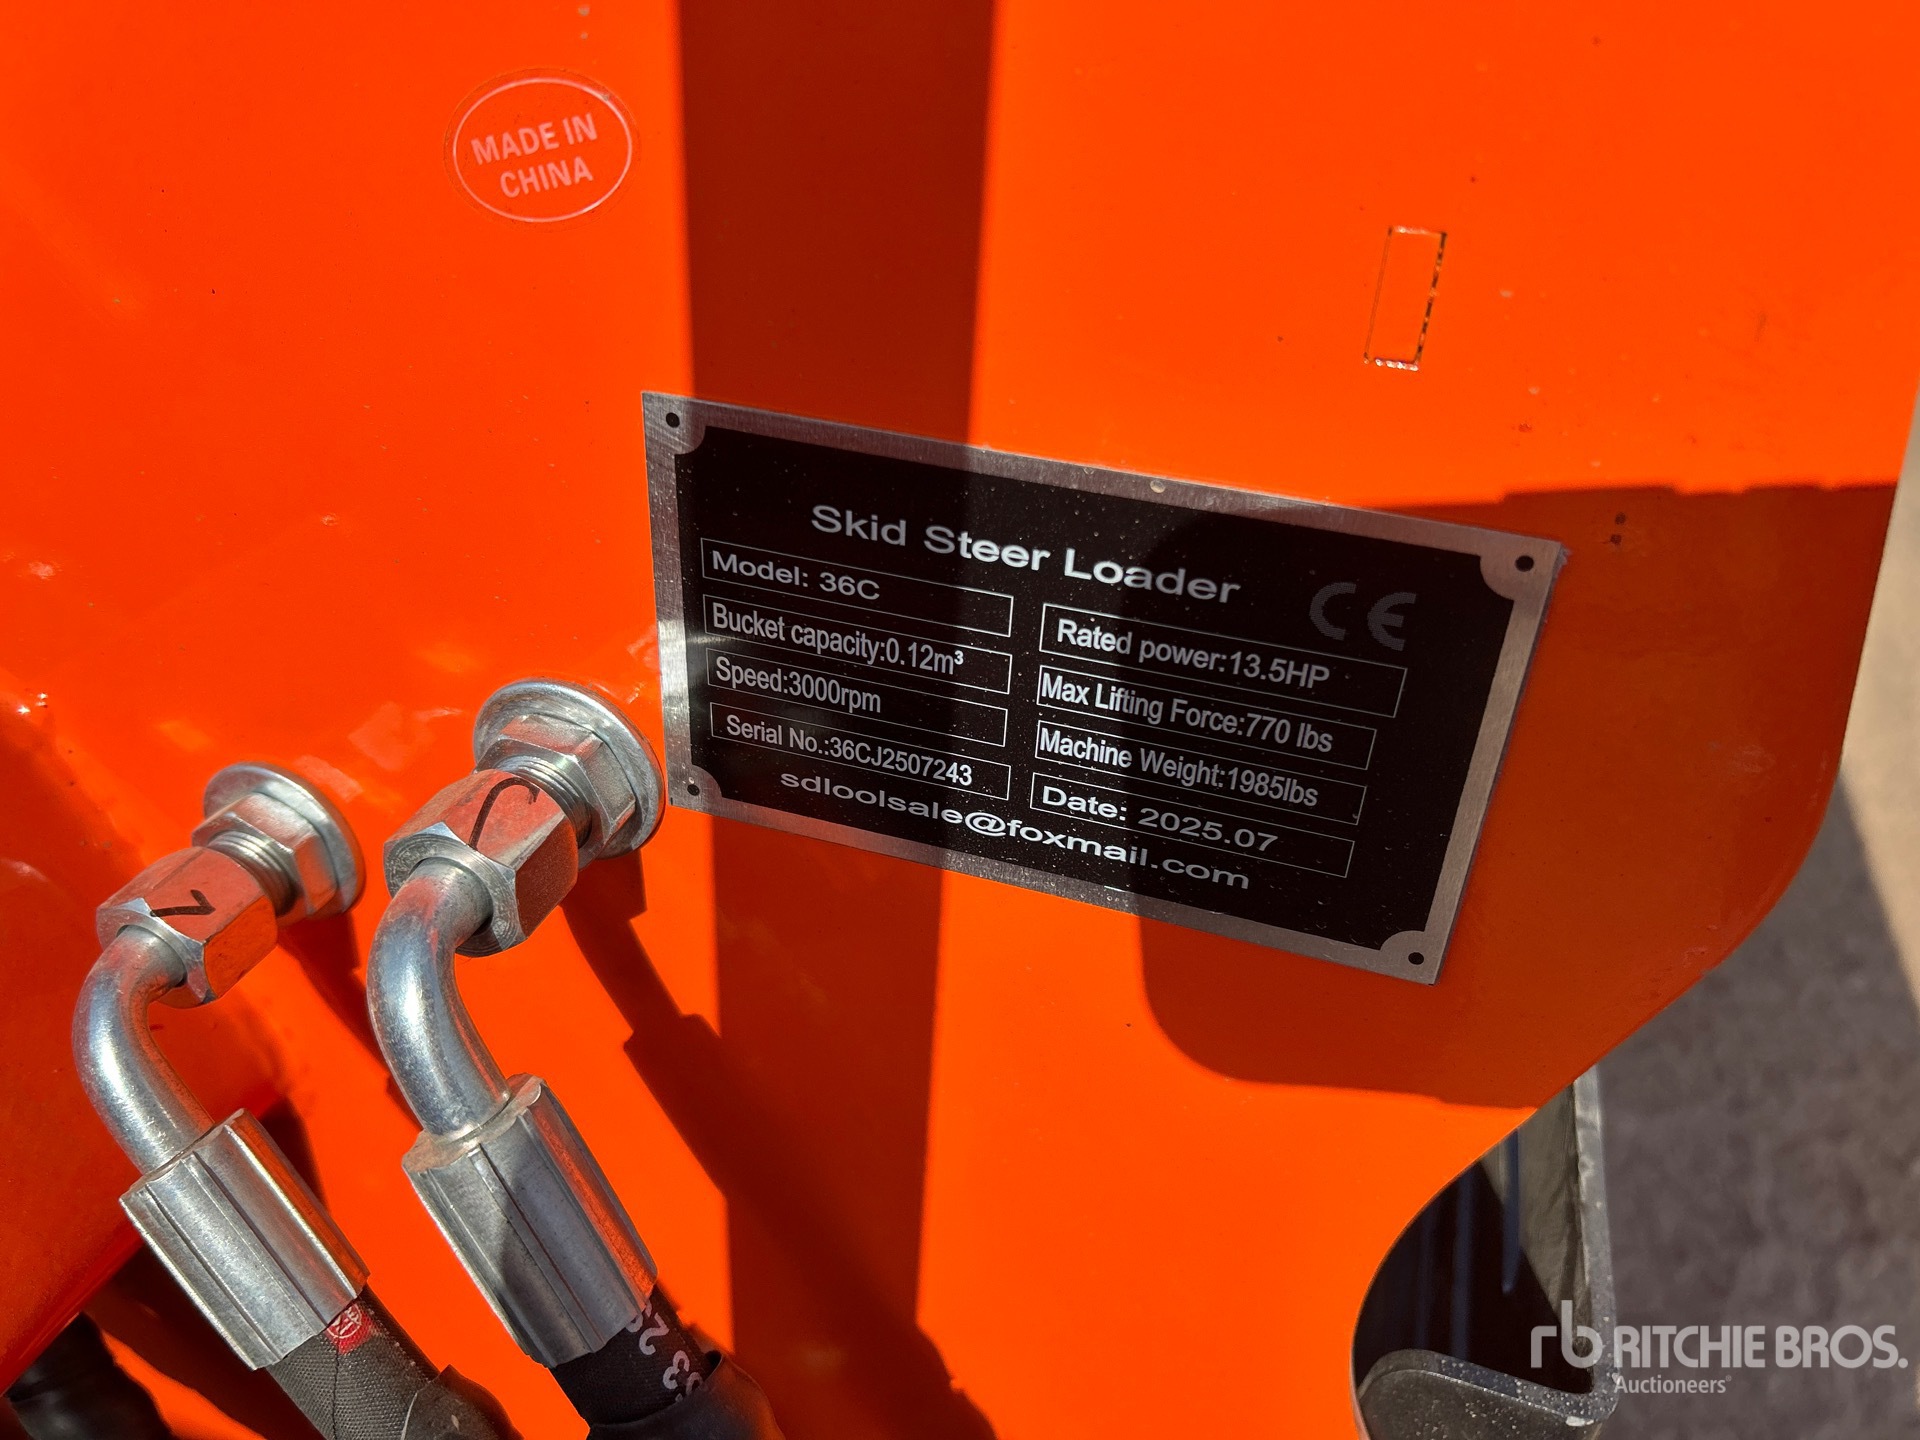 MADE IN
CHINA
Skid Steer Loader
CE
Model: 36C
Rated power:13.5HP
Bucket capacity:0.12m³
Max Lifting Force:770 lbs
Speed:3000rpm
Machine Weight:1985lbs
Serial No.:36CJ2507243
Date: 2025.07
sdloolsale@foxmail.com
rb RITCHIE BROS.
Auctioneers